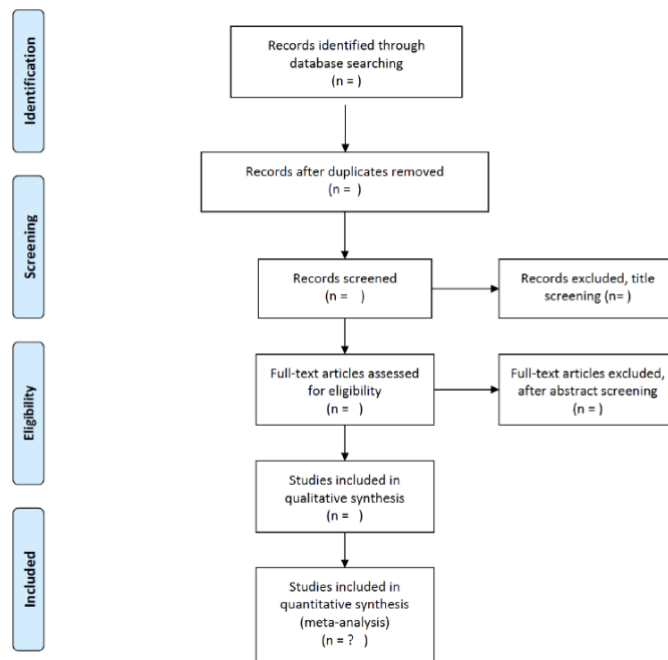 Identification
Records identified through
database searching
(n = )
Records after duplicates removed
(n = )
Screening
Records screened
(n = )
Records excluded, title
screening (n= )
Eligibility
Full-text articles assessed
for eligibility
(n = )
Full-text articles excluded,
after abstract screening
(n = )
Studies included in
qualitative synthesis
(n = )
Included
Studies included in
quantitative synthesis
(meta-analysis)
(n = ? )